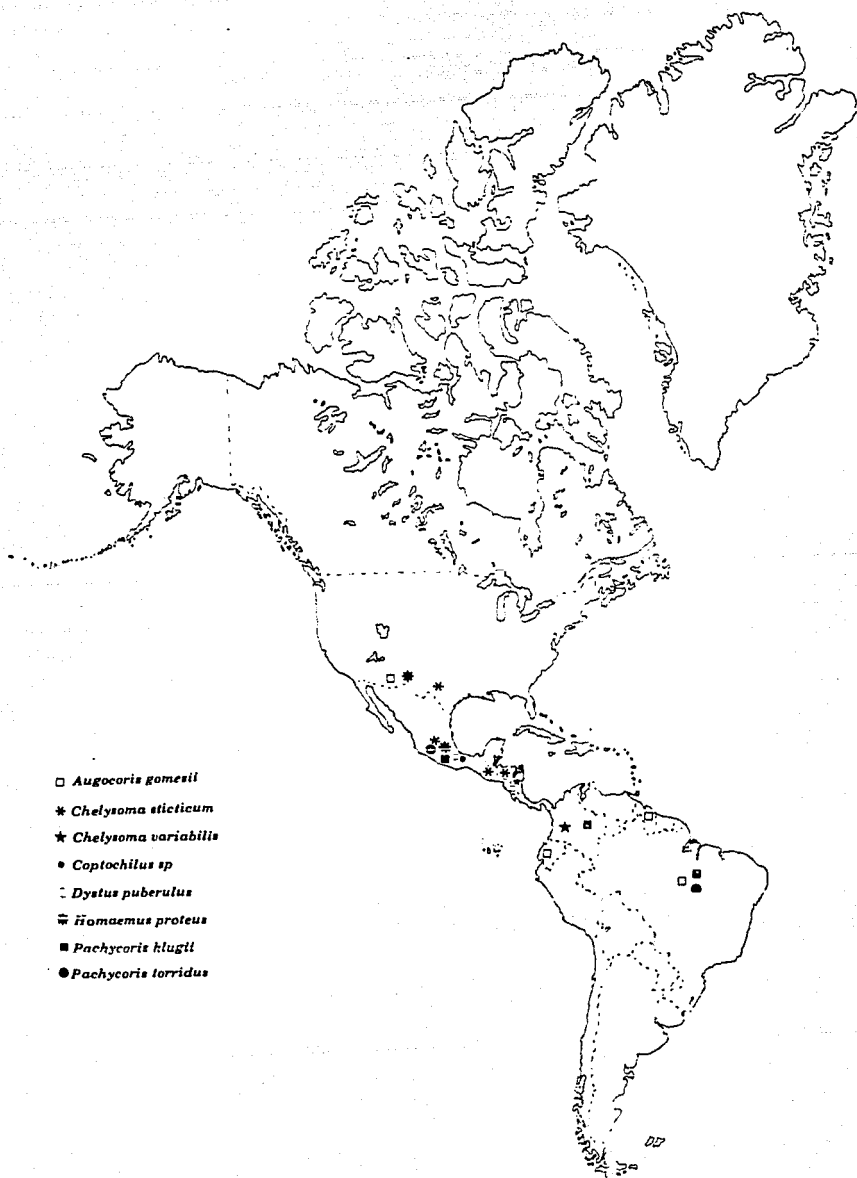 Augocoris gomesii
Chelysoma sticticum
Chelysoma variabilis
Coptochilus sp
Dystus puberulus
Homaemus proteus
Pachycoris klugii
Pachycoris torridus